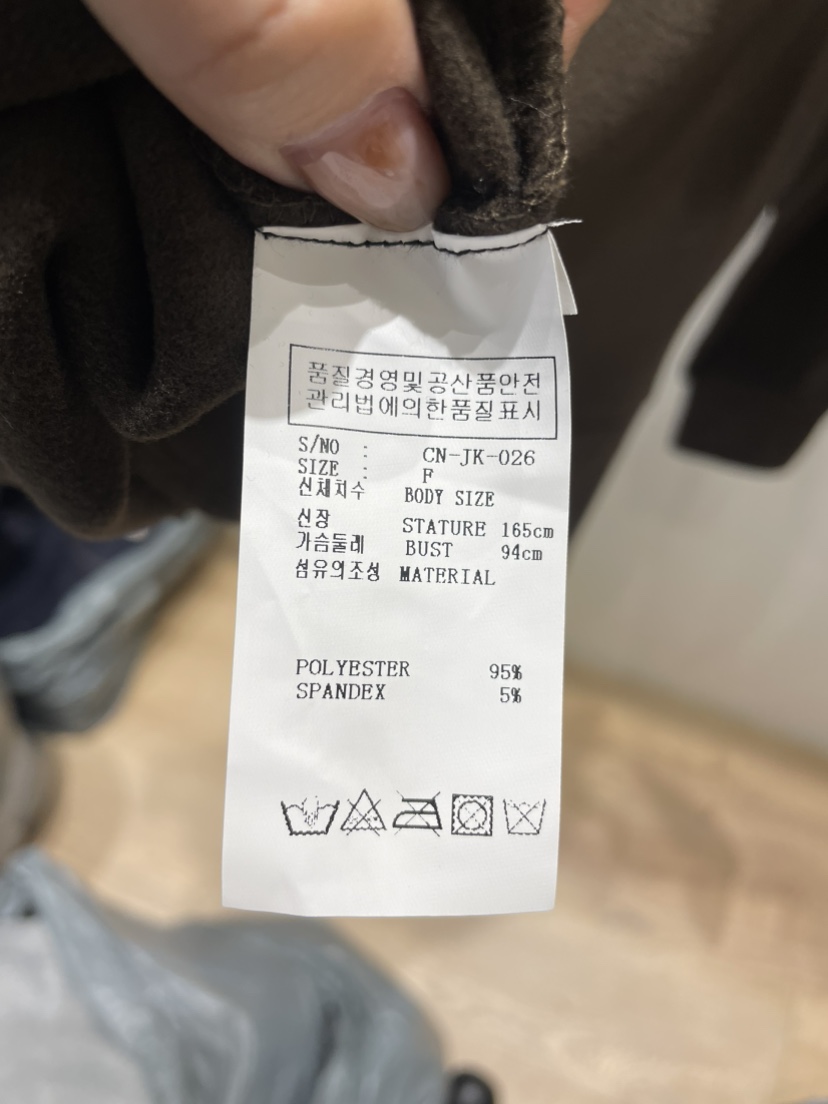 품질경영및공산품안전
관리법에의한품질표시
S/NO : CN-JK-026
SIZE : F
신체치수 BODY SIZE
신장 STATURE 165cm
가슴둘레 BUST 94cm
섬유의조성 MATERIAL
POLYESTER 95%
SPANDEX 5%